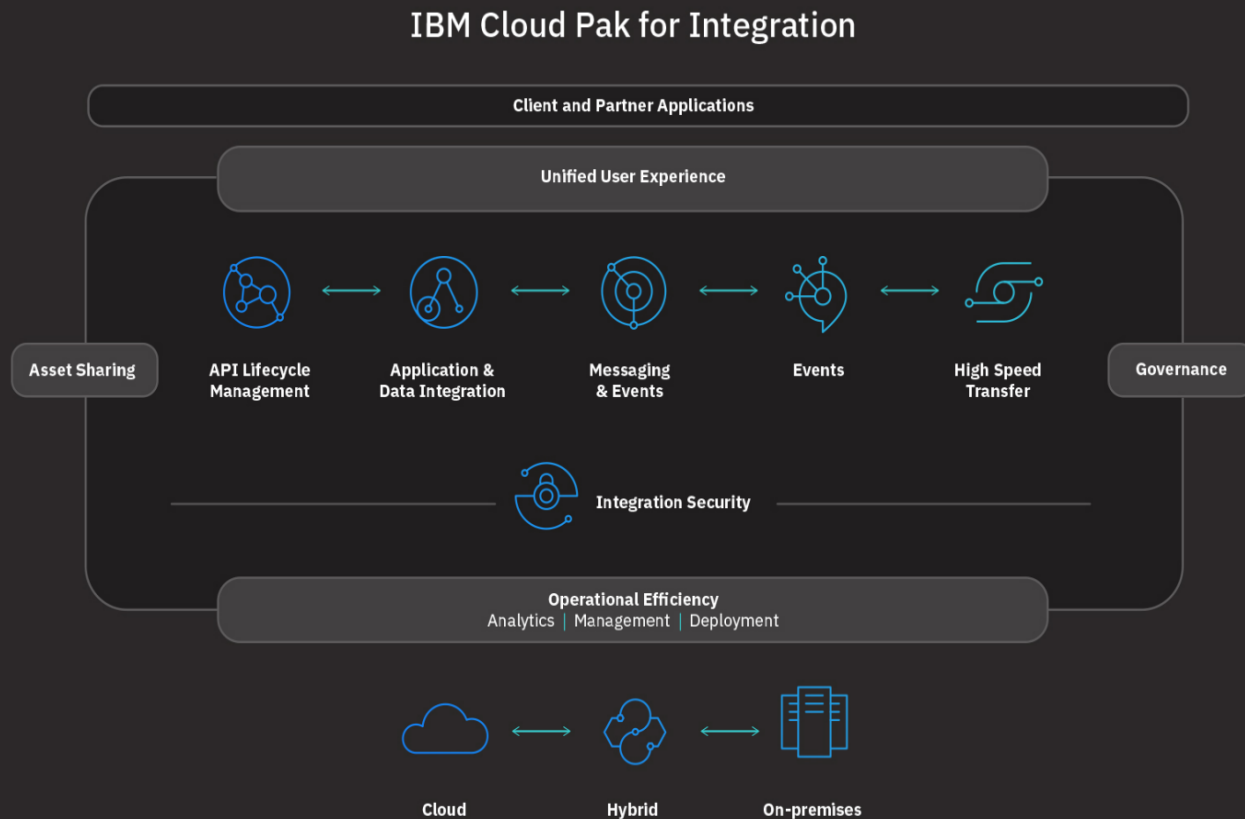 IBM Cloud Pak for Integration
Client and Partner Applications
Unified User Experience
Asset Sharing
API Lifecycle
Management
Application &
Data Integration
Messaging
& Events
Events
High Speed
Transfer
Governance
Integration Security
Operational Efficiency
Analytics | Management | Deployment
Cloud
Hybrid
On-premises